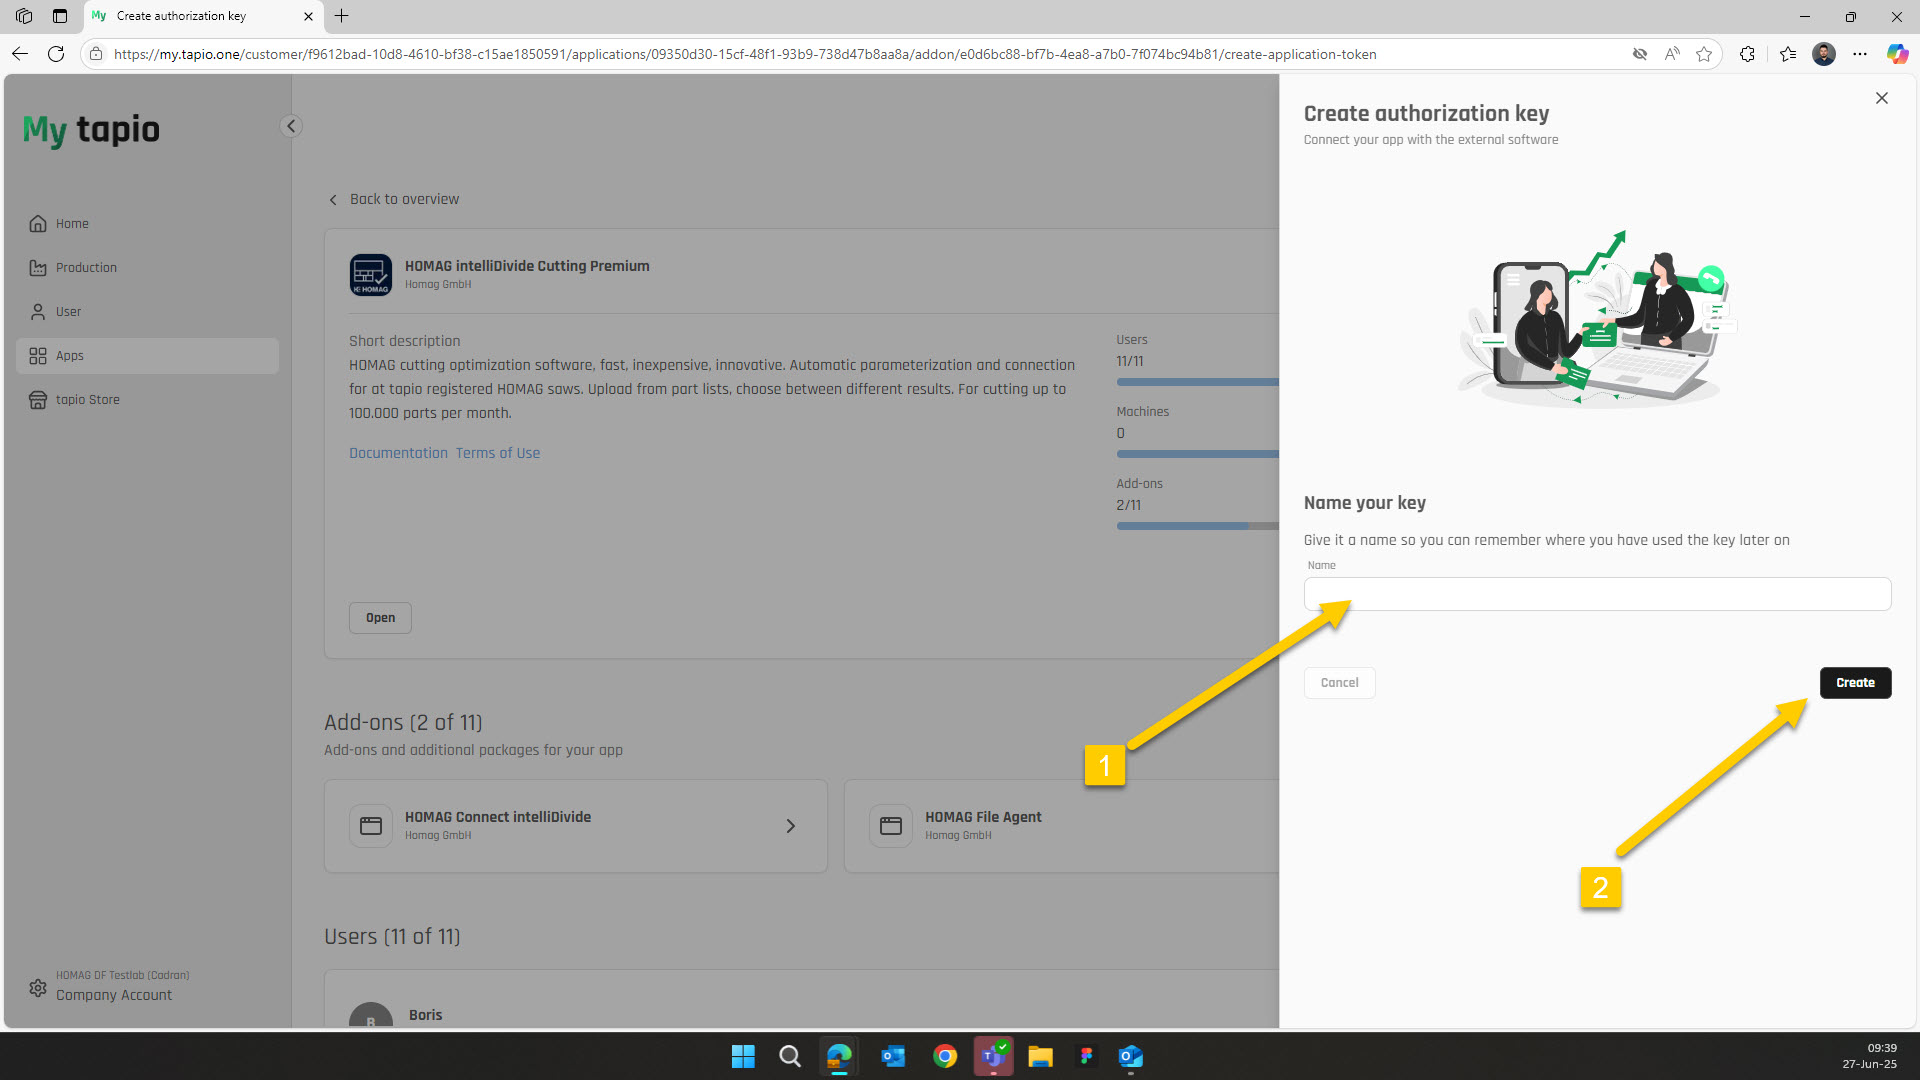 My
Create authorization key
https://my.tapio.one/customer/f9612bad-10d8-4610-bf38-c15ae1850591/applications/09350d30-15cf-48f1-93b9-738d47b8aa8a/addon/e0d6bc88-bf7b-4ea8-a7b0-7f074bc94b81/create-application-token
My tapio
Home
Production
User
Apps
tapio Store
HOMAG DF Testlab (Cadran)
Company Account
Back to overview
HOMAG
HOMAG intelliDivide Cutting Premium
Homag GmbH
Short description
HOMAG cutting optimization software, fast, inexpensive, innovative. Automatic parameterization and connection
for at tapio registered HOMAG saws. Upload from part lists, choose between different results. For cutting up to
100.000 parts per month.
Documentation Terms of Use
Users
11/11
Machines
0
Add-ons
2/11
Open
Add-ons (2 of 11)
Add-ons and additional packages for your app
HOMAG Connect intelliDivide
Homag GmbH
HOMAG File Agent
Homag GmbH
Users (11 of 11)
B
Boris
Create authorization key
Connect your app with the external software
Name your key
Give it a name so you can remember where you have used the key later on
Name
Cancel
Create
1
2
09:39
27-Jun-25